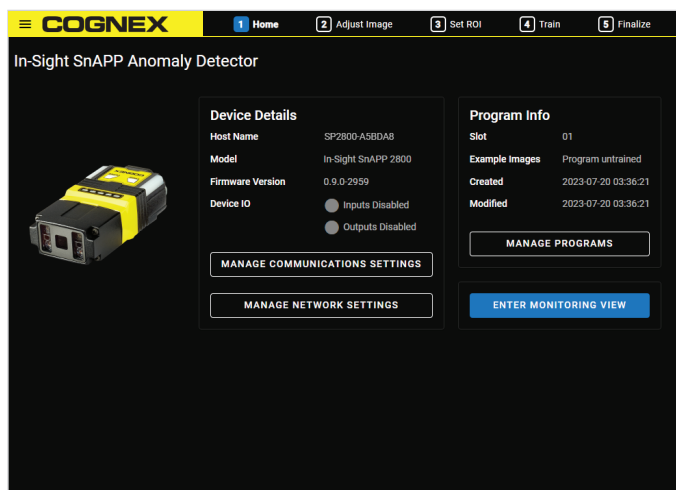 COGNEX
1 Home
2 Adjust Image
3 Set ROI
4 Train
5 Finalize
In-Sight SnAPP Anomaly Detector
Device Details
Host Name SP2800-A5BDA8
Model In-Sight SnAPP 2800
Firmware Version 0.9.0-2959
Device IO Inputs Disabled
Outputs Disabled
MANAGE COMMUNICATIONS SETTINGS
MANAGE NETWORK SETTINGS
Program Info
Slot 01
Example Images Program untrained
Created 2023-07-20 03:36:21
Modified 2023-07-20 03:36:21
MANAGE PROGRAMS
ENTER MONITORING VIEW
COGNEX